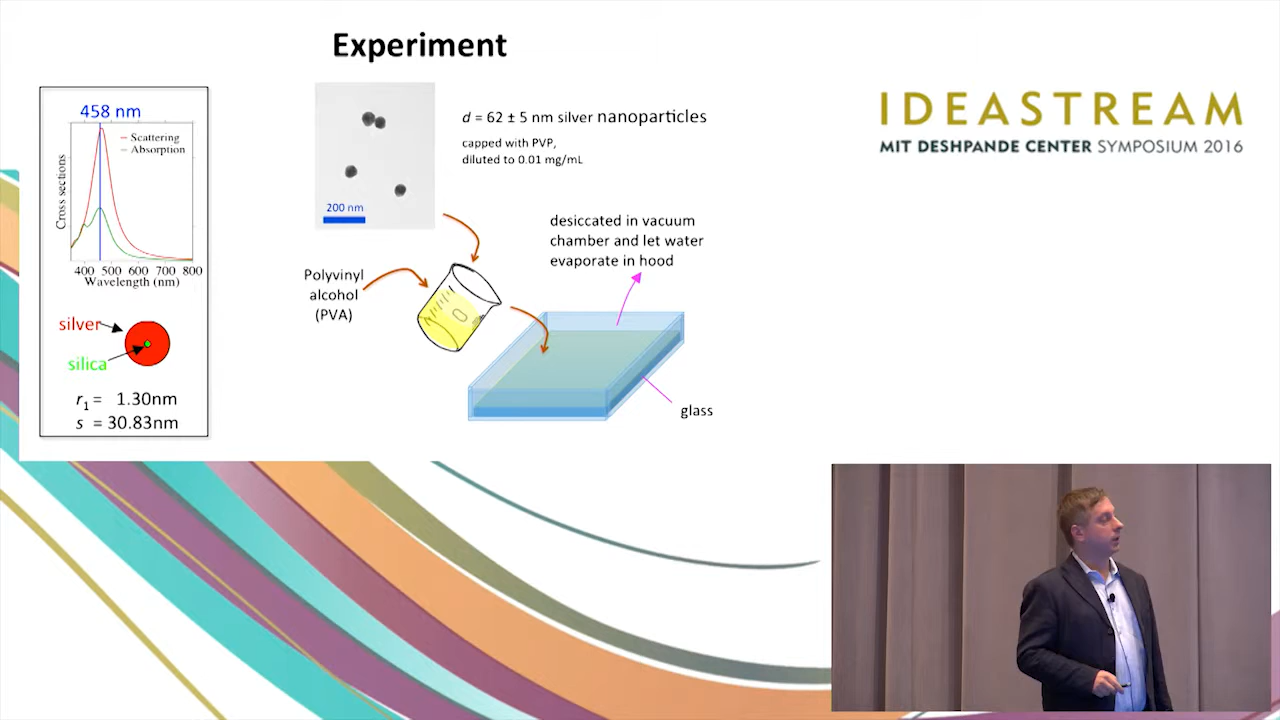 Experiment
458 nm
Scattering
Absorption
Cross sections
400 500 600 700 800
Wavelength (nm)
silver
silica
r1 = 1.30nm
s = 30.83nm
200 nm
d = 62 ± 5 nm silver nanoparticles
capped with PVP,
diluted to 0.01 mg/mL
Polyvinyl
alcohol
(PVA)
desiccated in vacuum
chamber and let water
evaporate in hood
glass
IDEASTREAM
MIT DESHPANDE CENTER SYMPOSIUM 2016